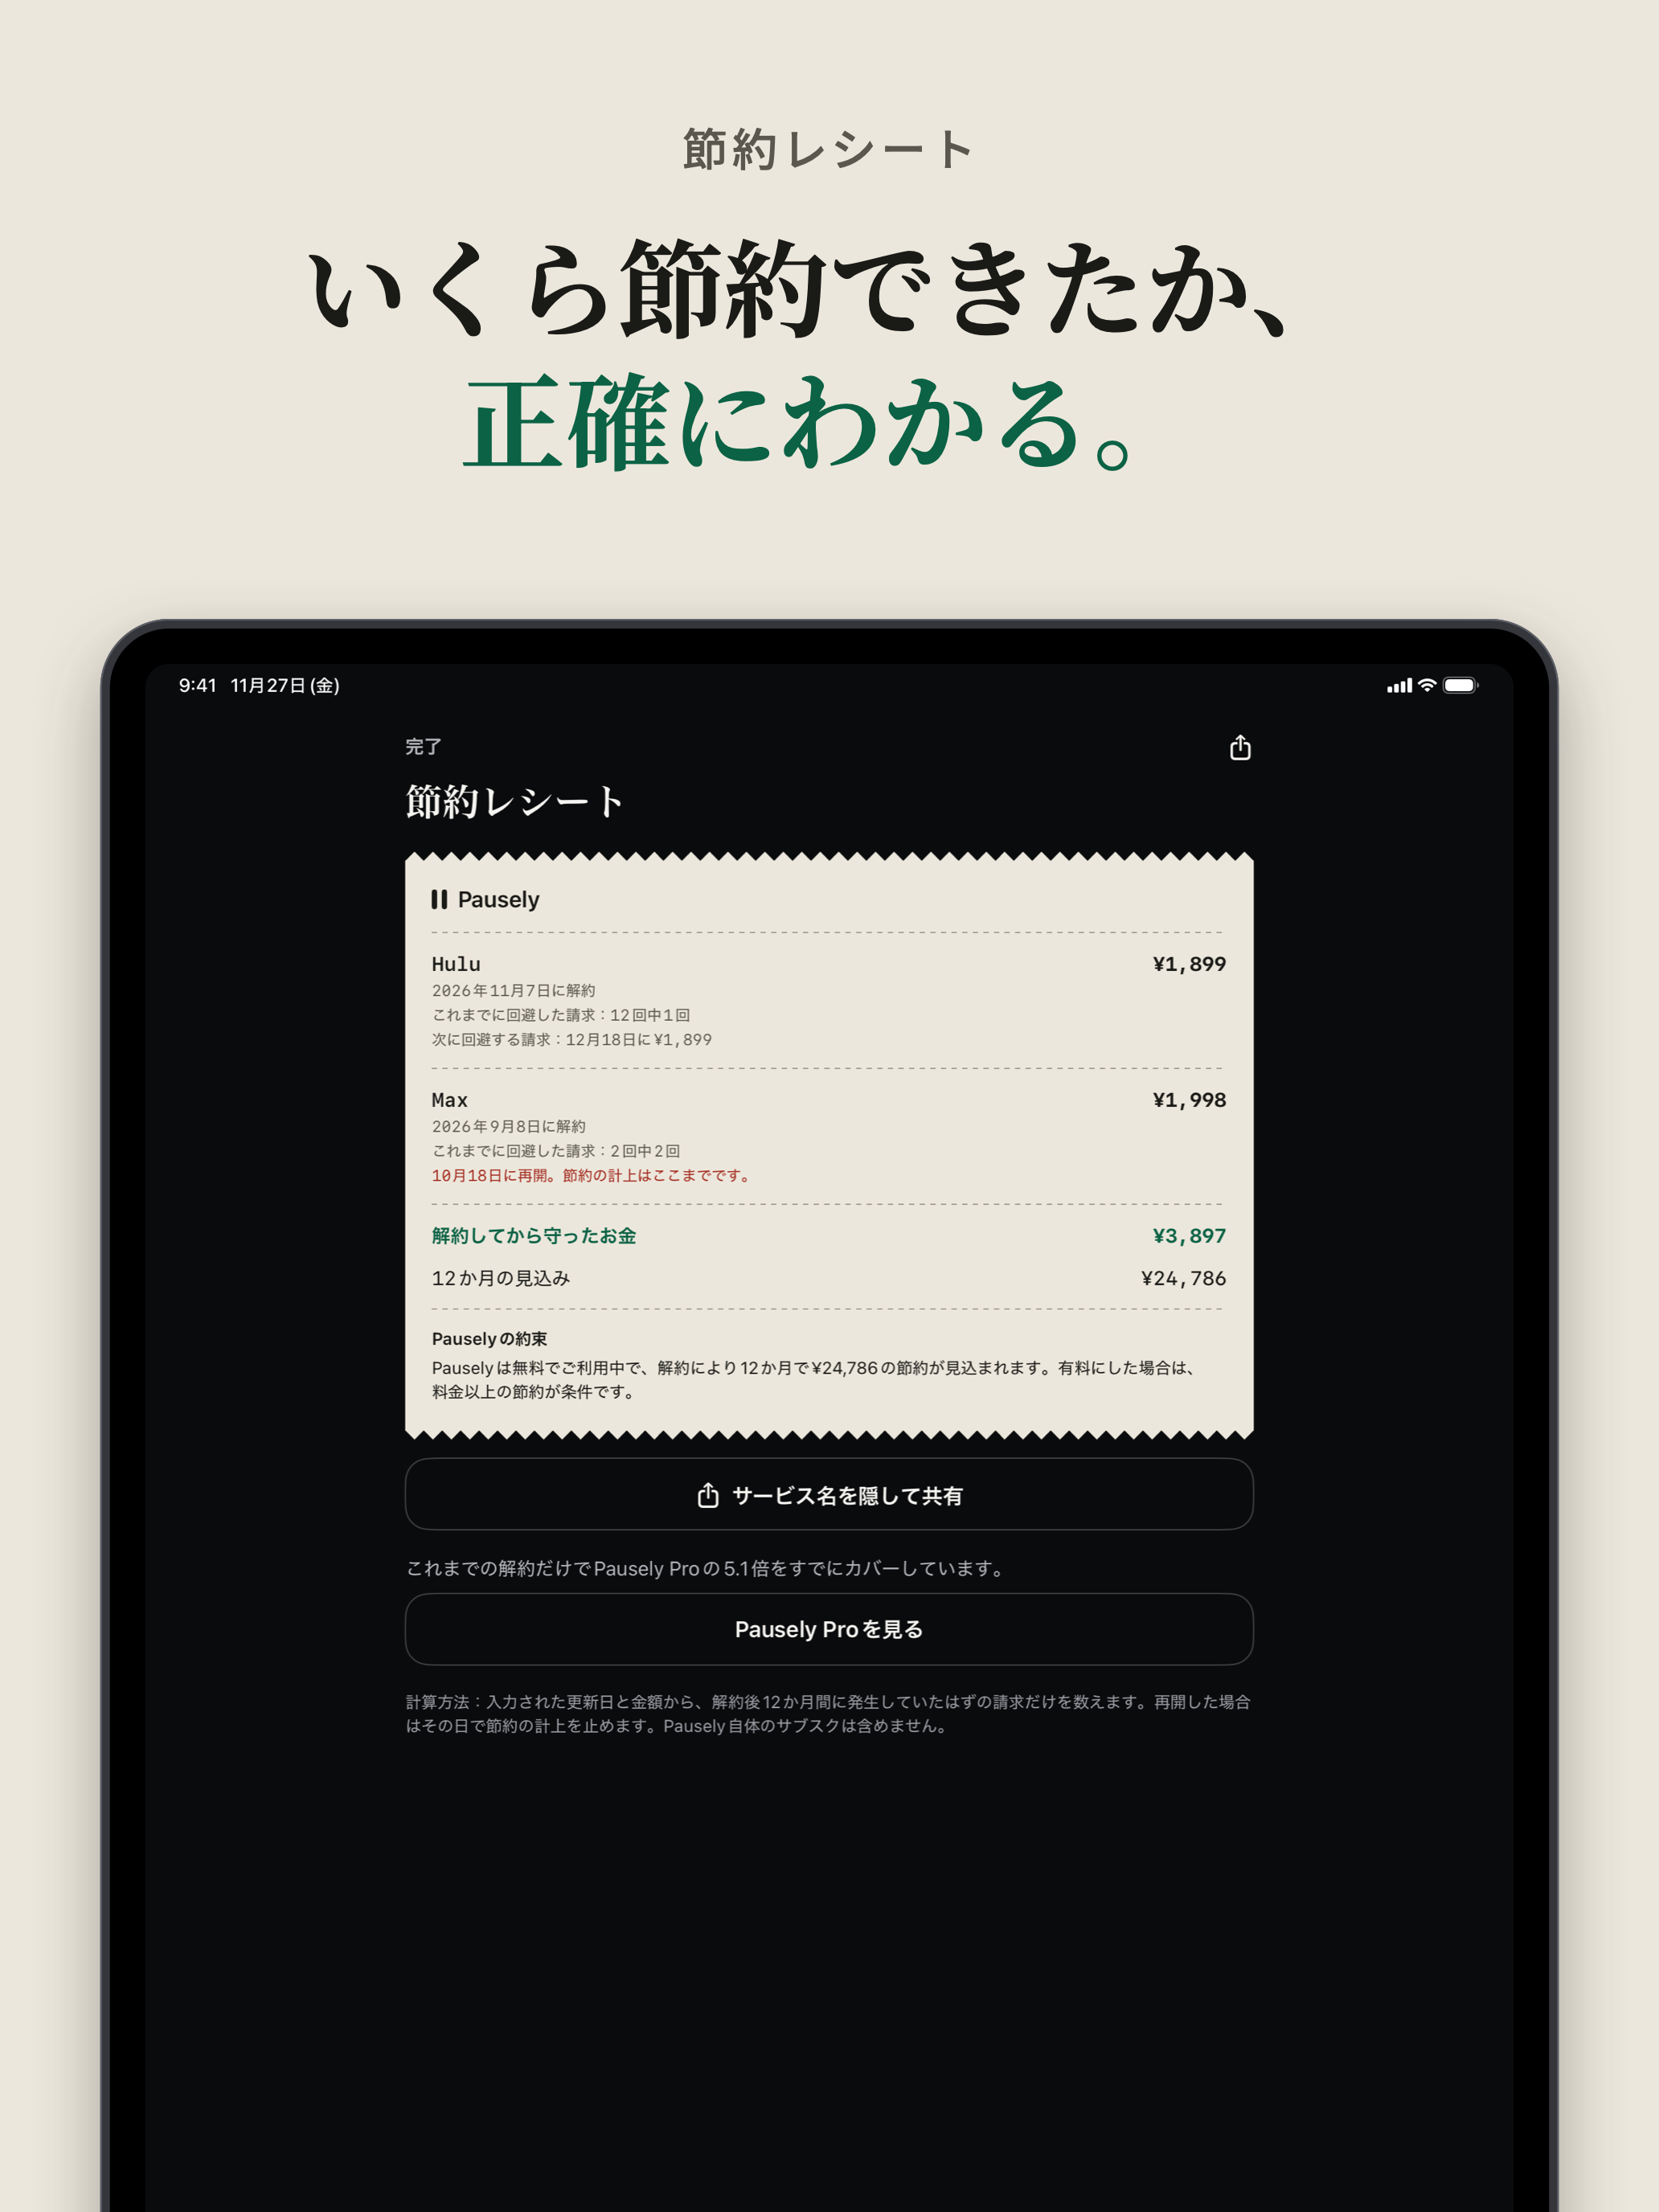 節約レシート
いくら節約できたか、
正確にわかる。
9:41 11月27日(金)
完了
節約レシート
Pausely
Hulu ¥1,899
2026年11月7日に解約
これまでに回避した請求：12回中1回
次に回避する請求：12月18日に¥1,899
Max ¥1,998
2026年9月8日に解約
これまでに回避した請求：2回中2回
10月18日に再開。節約の計上はここまでです。
解約してから守ったお金 ¥3,897
12か月の見込み ¥24,786
Pauselyの約束
Pauselyは無料でご利用中で、解約により12か月で¥24,786の節約が見込まれます。有料にした場合は、
料金以上の節約が条件です。
サービス名を隠して共有
これまでの解約だけでPausely Proの5.1倍をすでにカバーしています。
Pausely Proを見る
計算方法：入力された更新日と金額から、解約後12か月間に発生していたはずの請求だけを数えます。再開した場合
はその日で節約の計上を止めます。Pausely自体のサブスクは含めません。